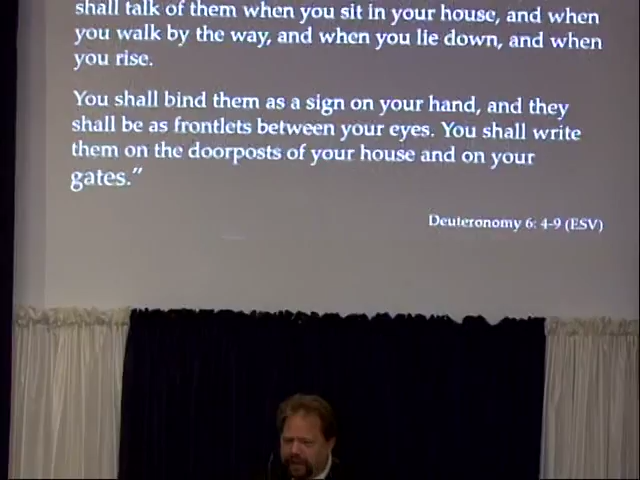 shall talk of them when you sit in your house, and when
you walk by the way, and when you lie down, and when
you rise.
You shall bind them as a sign on your hand, and they
shall be as frontlets between your eyes. You shall write
them on the doorposts of your house and on your
gates.”
Deuteronomy 6: 4-9 (ESV)